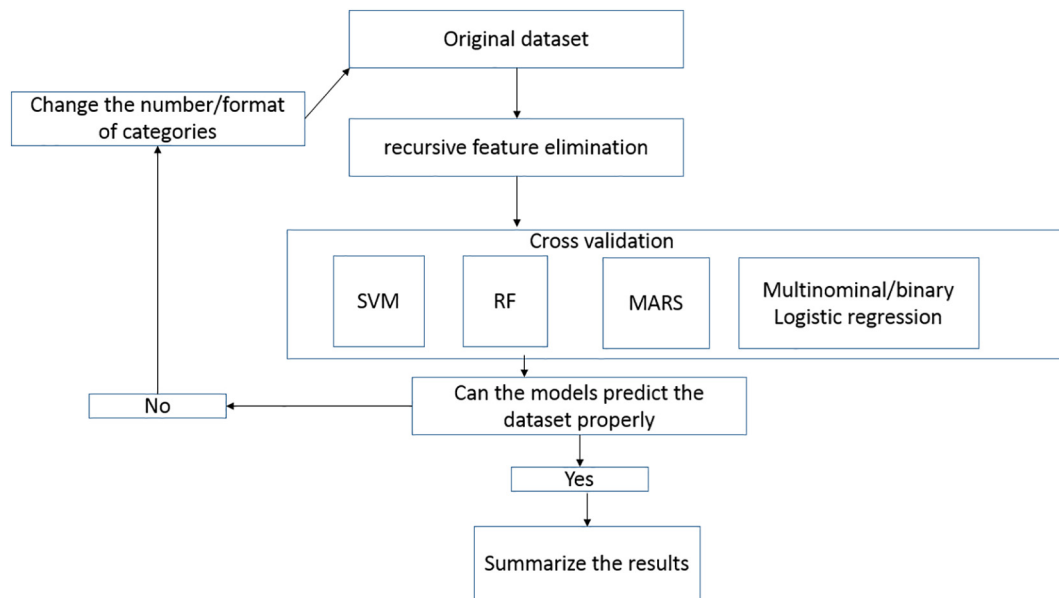 Original dataset
Change the number/format
of categories
recursive feature elimination
Cross validation
SVM
RF
MARS
Multinominal/binary
Logistic regression
Can the models predict the
dataset properly
No
Yes
Summarize the results